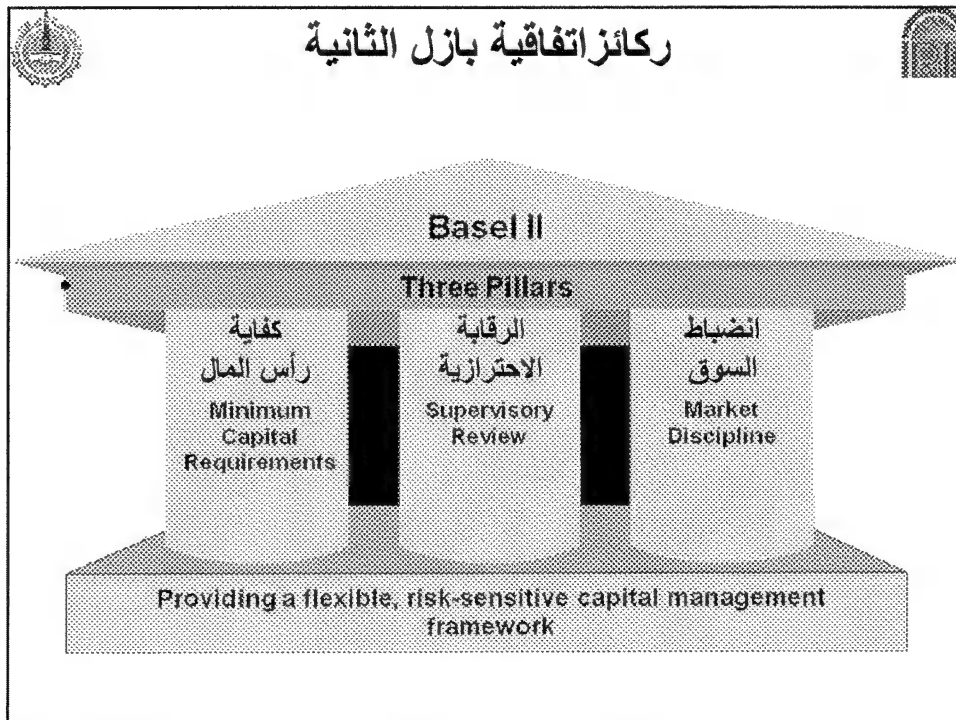 ركائزاتفاقية بازل الثانية
Basel II
• Three Pillars
كفاية
رأس المال
Minimum
Capital
Requirements
الرقابة
الاحترازية
Supervisory
Review
انضباط
السوق
Market
Discipline
Providing a flexible, risk-sensitive capital management
framework